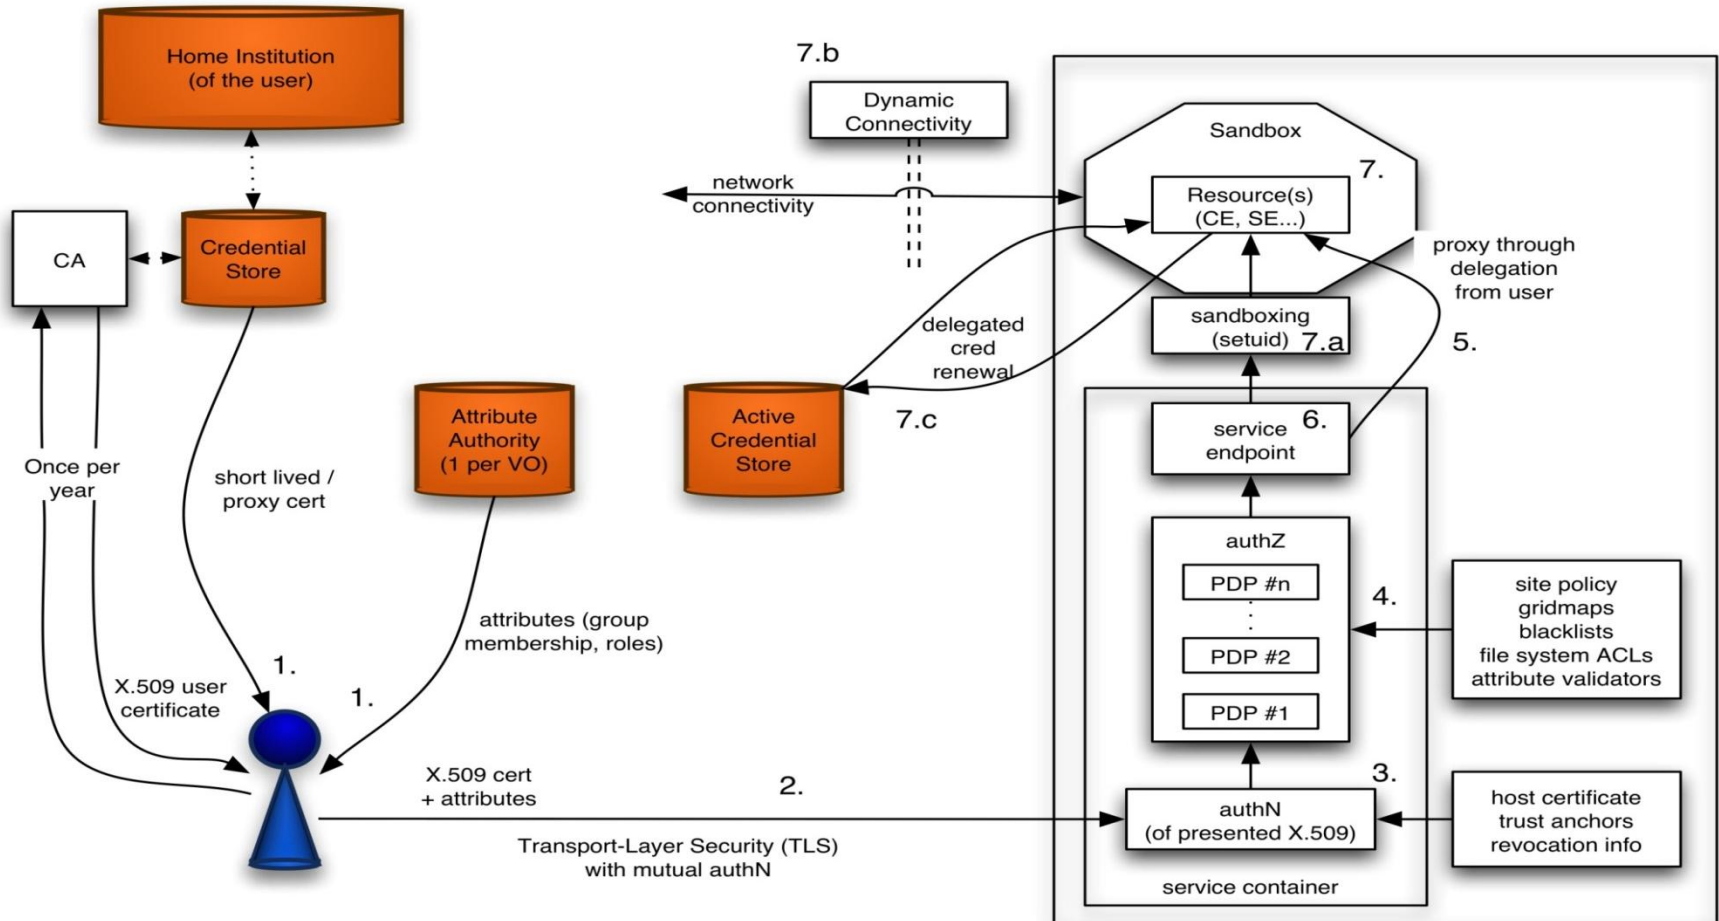 Home Institution
(of the user)
CA
Credential
Store
Once per
year
short lived /
proxy cert
X.509 user
certificate
1.
1.
Attribute
Authority
(1 per VO)
attributes (group
membership, roles)
X.509 cert
+ attributes
2.
Transport-Layer Security (TLS)
with mutual authN
7.b
Dynamic
Connectivity
network
connectivity
delegated
cred
renewal
7.c
Active
Credential
Store
Sandbox
7.
Resource(s)
(CE, SE...)
proxy through
delegation
from user
5.
sandboxing
(setuid)
7.a
6.
service
endpoint
authZ
PDP #n
PDP #2
PDP #1
4.
site policy
gridmaps
blacklists
file system ACLs
attribute validators
3.
authN
(of presented X.509)
host certificate
trust anchors
revocation info
service container